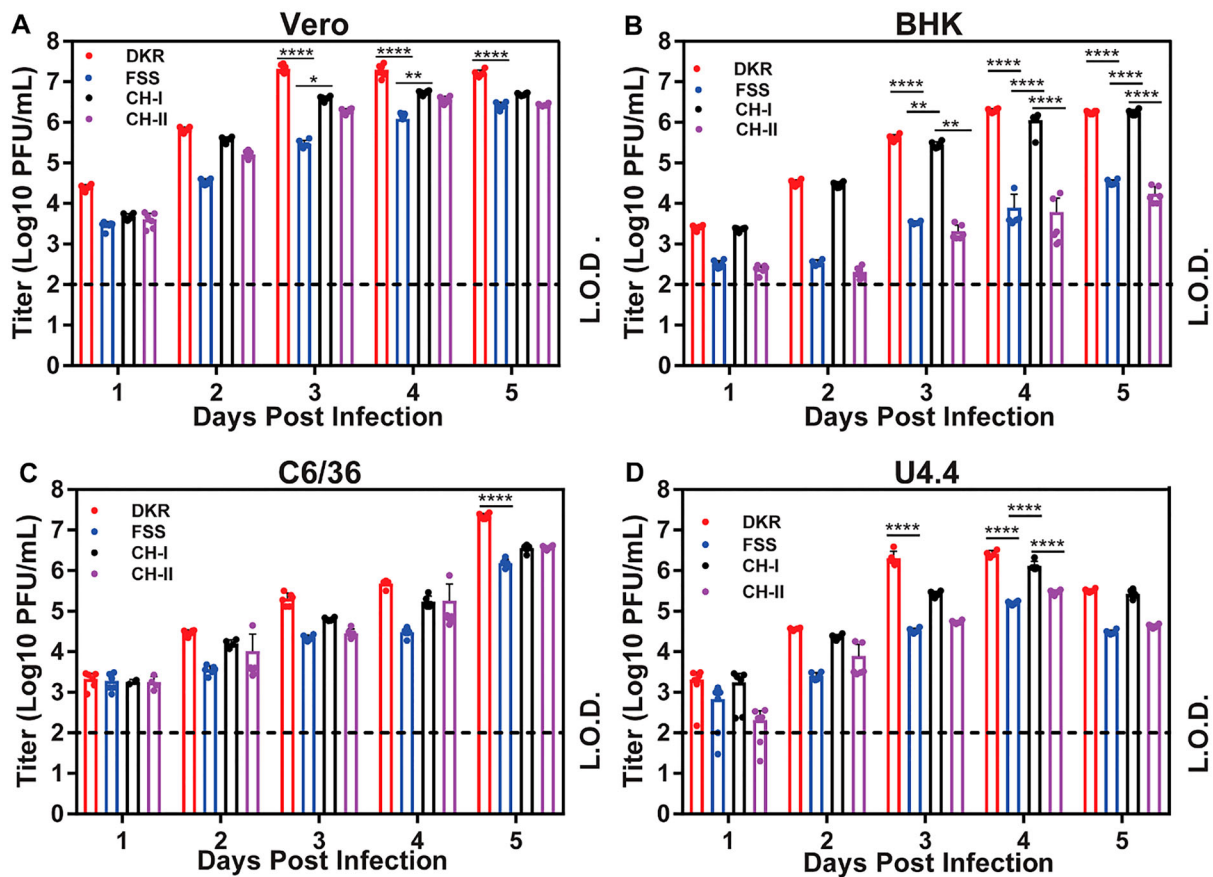 A Vero
Titer (Log10 PFU/mL)
8
7
6
5
4
3
2
1
0
DKR
FSS
CH-I
CH-II
**** **** ****
* **
L.O.D.
1 2 3 4 5
Days Post Infection
B BHK
Titer (Log10 PFU/mL)
8
7
6
5
4
3
2
1
0
DKR
FSS
CH-I
CH-II
**** **** ****
** **** ****
** **** ****
L.O.D.
1 2 3 4 5
Days Post Infection
C C6/36
Titer (Log10 PFU/mL)
8
7
6
5
4
3
2
1
0
DKR
FSS
CH-I
CH-II
****
L.O.D.
1 2 3 4 5
Days Post Infection
D U4.4
Titer (Log10 PFU/mL)
8
7
6
5
4
3
2
1
0
DKR
FSS
CH-I
CH-II
****
**** ****
****
L.O.D.
1 2 3 4 5
Days Post Infection